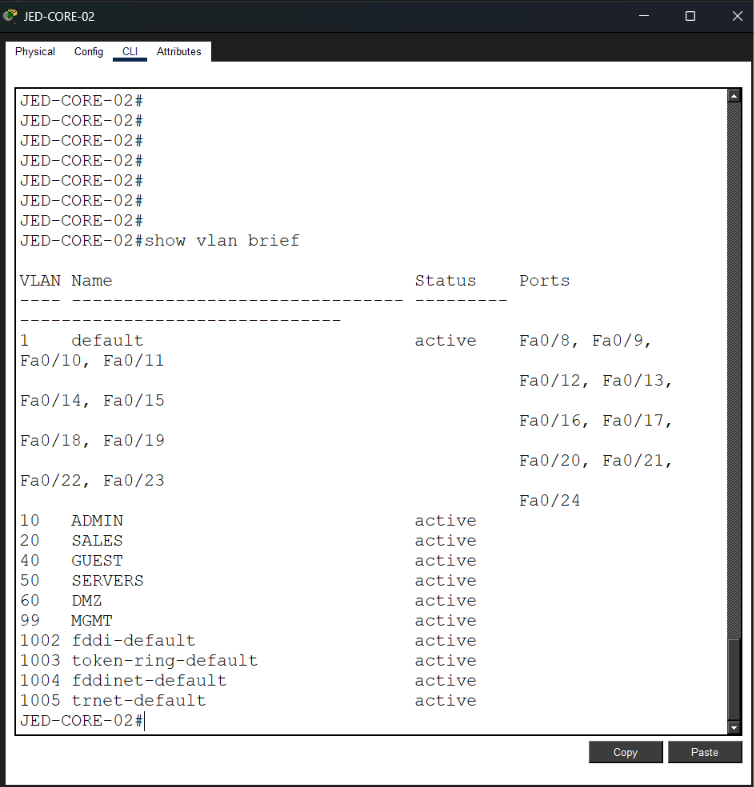 JED-CORE-02
Physical Config CLI Attributes
JED-CORE-02#
JED-CORE-02#
JED-CORE-02#
JED-CORE-02#
JED-CORE-02#
JED-CORE-02#
JED-CORE-02#
JED-CORE-02#show vlan brief
VLAN Name                             Status    Ports
---- -------------------------------- ---------
-------------------------------
1    default                          active    Fa0/8, Fa0/9,
Fa0/10, Fa0/11
                                                Fa0/12, Fa0/13,
Fa0/14, Fa0/15
                                                Fa0/16, Fa0/17,
Fa0/18, Fa0/19
                                                Fa0/20, Fa0/21,
Fa0/22, Fa0/23
                                                Fa0/24
10   ADMIN                            active
20   SALES                            active
40   GUEST                            active
50   SERVERS                          active
60   DMZ                              active
99   MGMT                             active
1002 fddi-default                     active
1003 token-ring-default               active
1004 fddinet-default                  active
1005 trnet-default                    active
JED-CORE-02#
Copy Paste